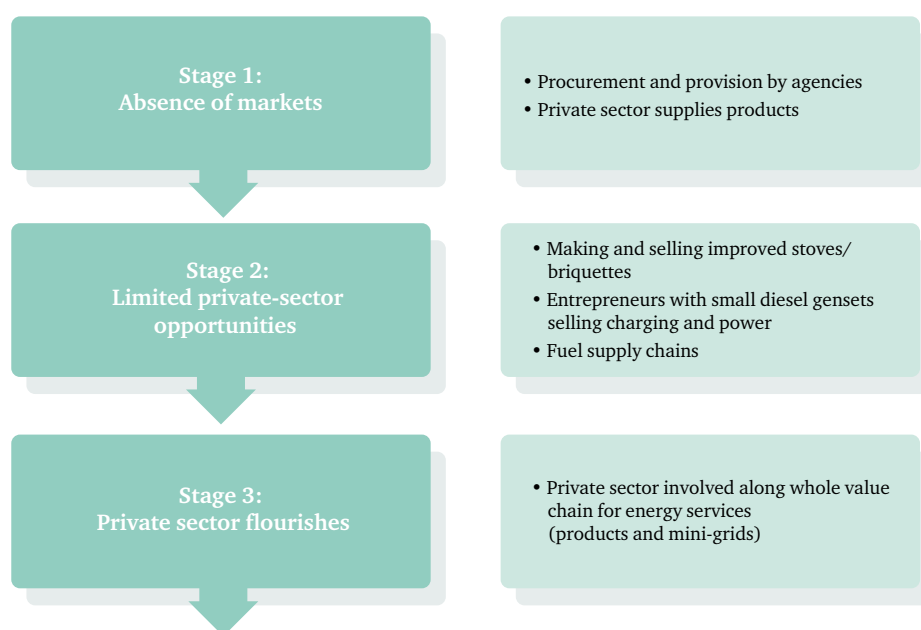 Stage 1:
Absence of markets
• Procurement and provision by agencies
• Private sector supplies products
Stage 2:
Limited private-sector
opportunities
• Making and selling improved stoves/
briquettes
• Entrepreneurs with small diesel gensets
selling charging and power
• Fuel supply chains
Stage 3:
Private sector flourishes
• Private sector involved along whole value
chain for energy services
(products and mini-grids)